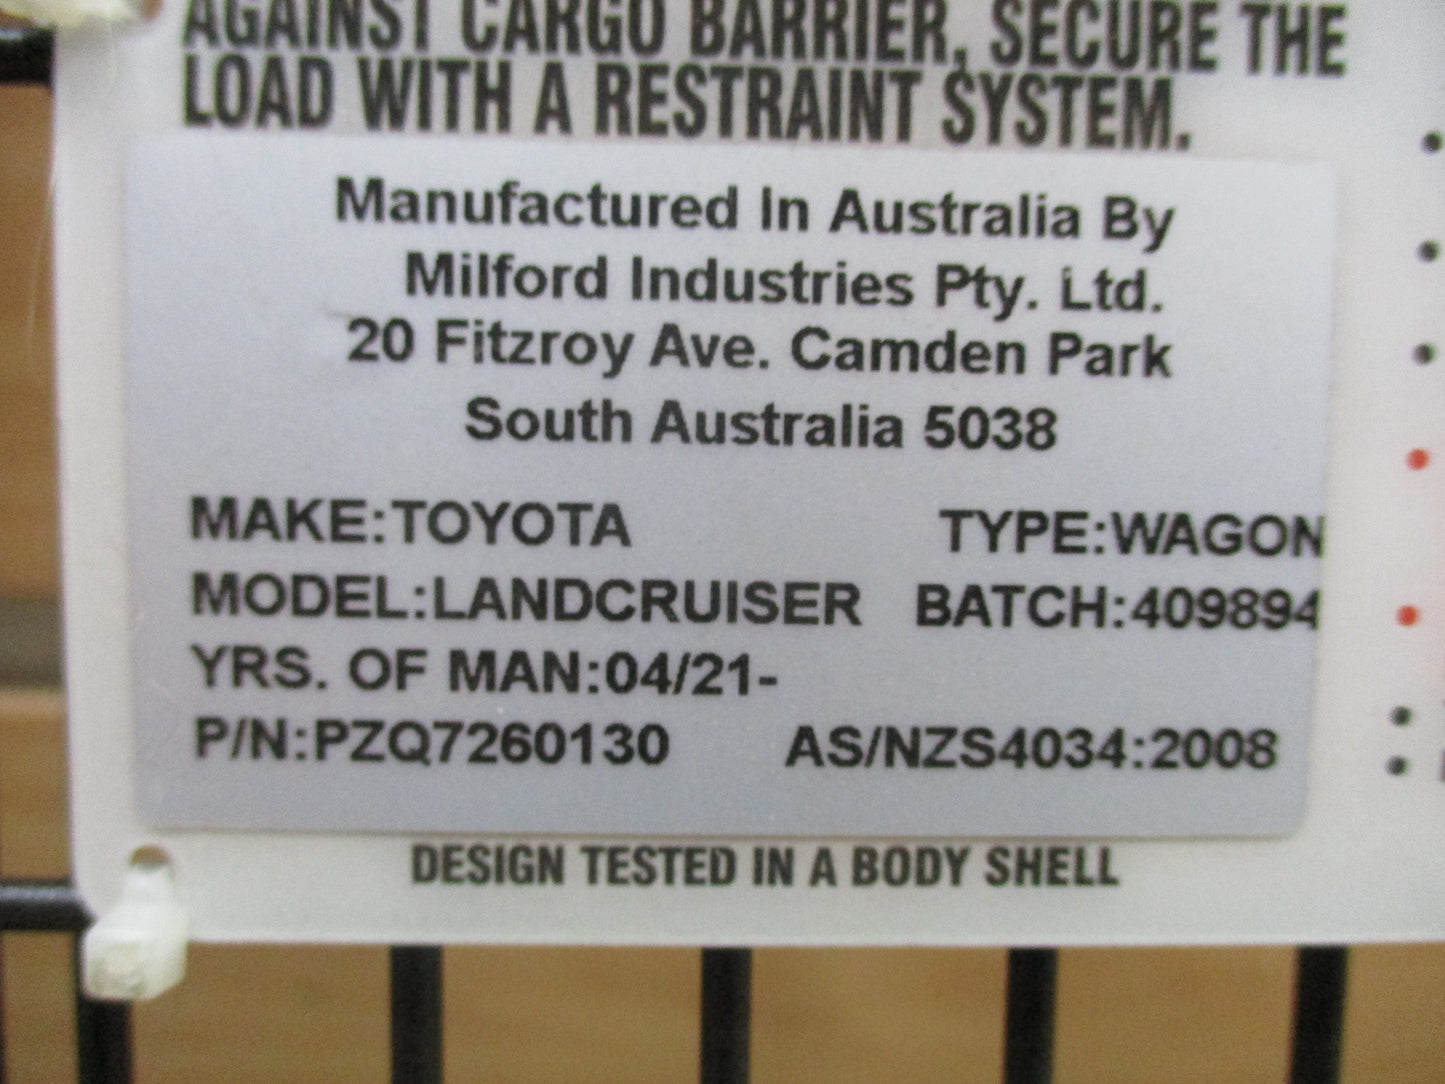 AGAINST CARGO BARRIER, SECURE THE
LOAD WITH A RESTRAINT SYSTEM.
Manufactured In Australia By
Milford Industries Pty. Ltd.
20 Fitzroy Ave. Camden Park
South Australia 5038
MAKE:TOYOTA TYPE:WAGON
MODEL:LANDCRUISER BATCH:409894
YRS. OF MAN:04/21-
P/N:PZQ7260130 AS/NZS4034:2008
DESIGN TESTED IN A BODY SHELL